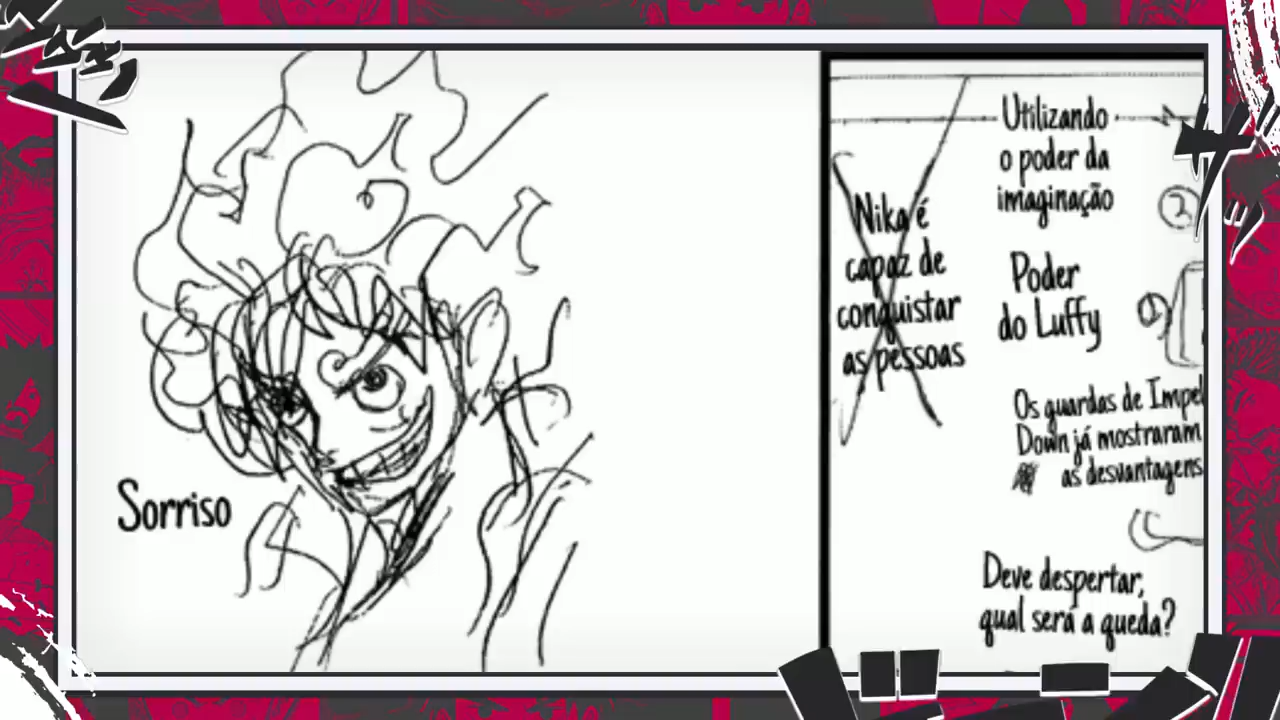 Sorriso
Nika é
capaz de
conquistar
as pessoas
Utilizando
o poder da
imaginação
2
Poder
do Luffy
Os guardas de Impel
Down já mostraram
as desvantagens
Deve despertar,
qual será a queda?